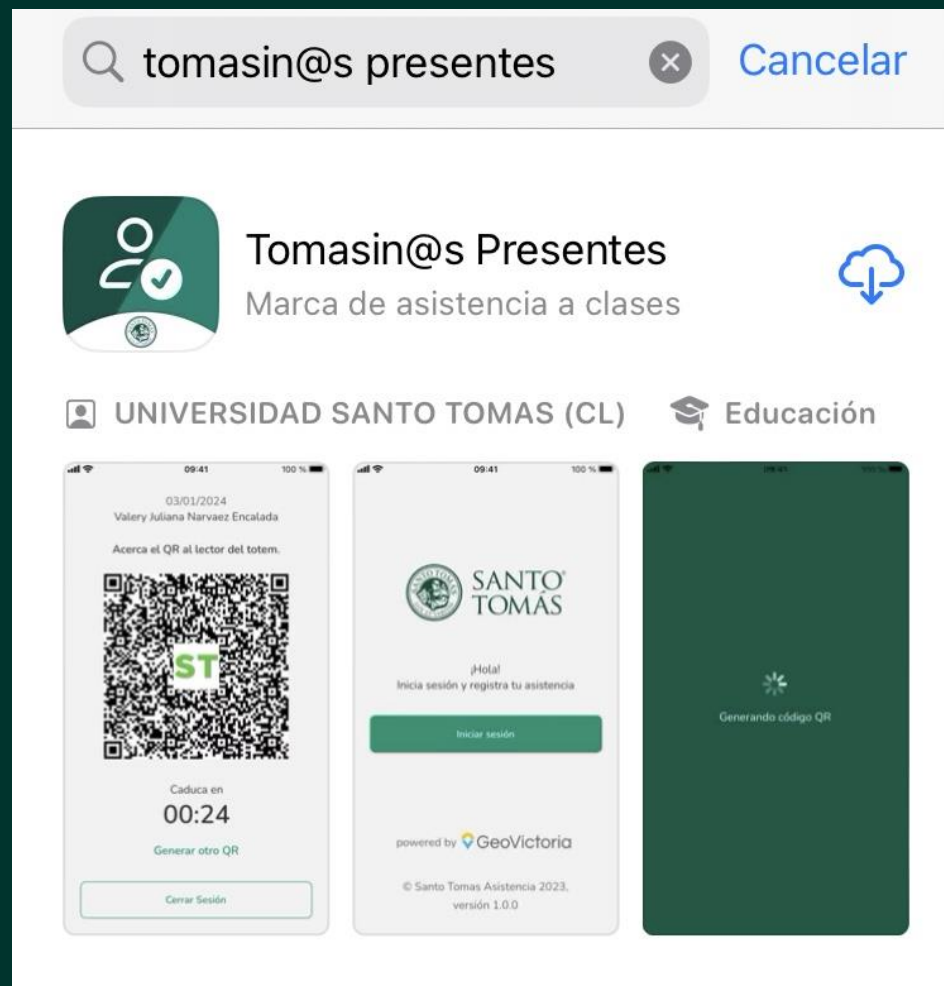 tomasin@s presentes
Cancelar
Tomasin@s Presentes
Marca de asistencia a clases
UNIVERSIDAD SANTO TOMAS (CL)
Educación
09:41
100 %
03/01/2024
Valery Juliana Narvaez Encalada
Acerca el QR al lector del totem.
ST
Caduca en
00:24
Generar otro QR
Cerrar Sesión
09:41
100 %
SANTO
TOMÁS
¡Hola!
Inicia sesión y registra tu asistencia
Iniciar sesión
powered by GeoVictoria
© Santo Tomas Asistencia 2023,
versión 1.0.0
09:41
100 %
Generando código QR